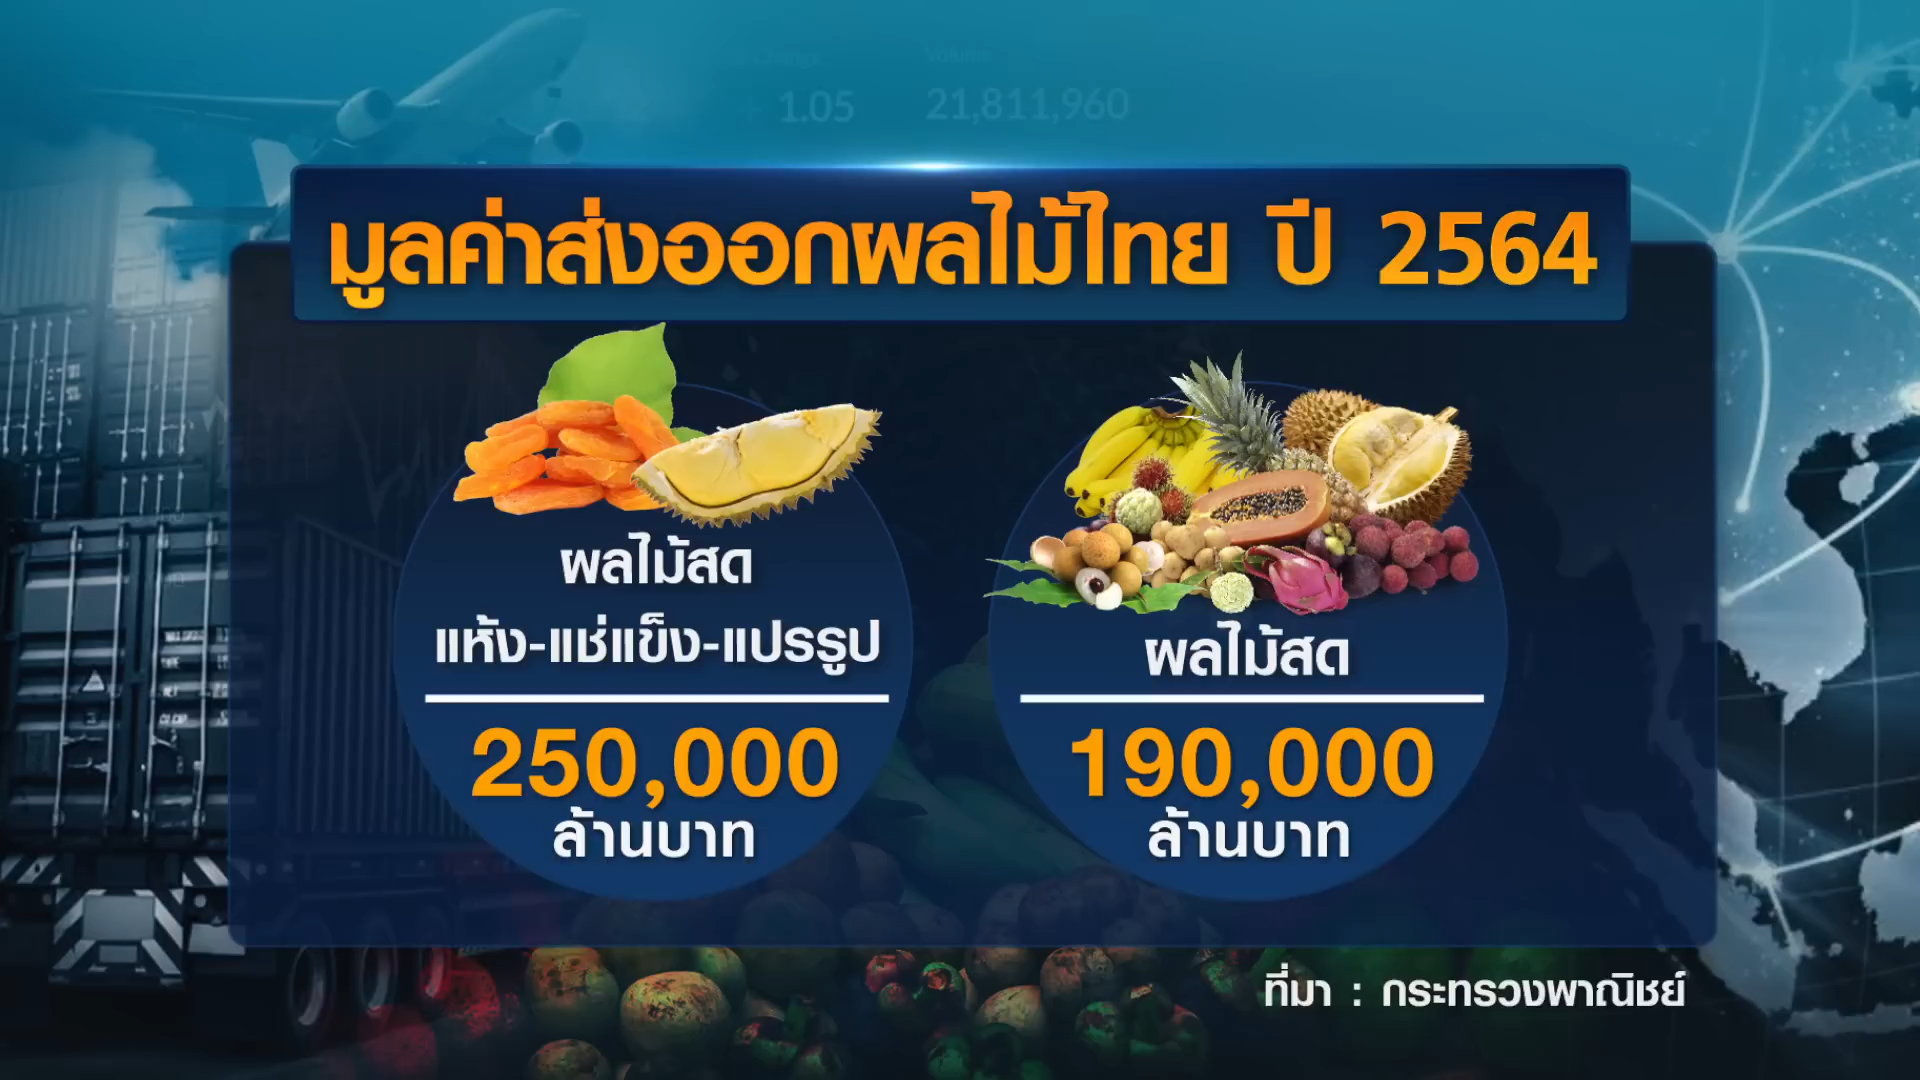 1.05
21,811,960
มูลค่าส่งออกผลไม้ไทย ปี 2564
ผลไม้สด
แห้ง-แช่แข็ง-แปรรูป
250,000
ล้านบาท
ผลไม้สด
190,000
ล้านบาท
ที่มา : กระทรวงพาณิชย์